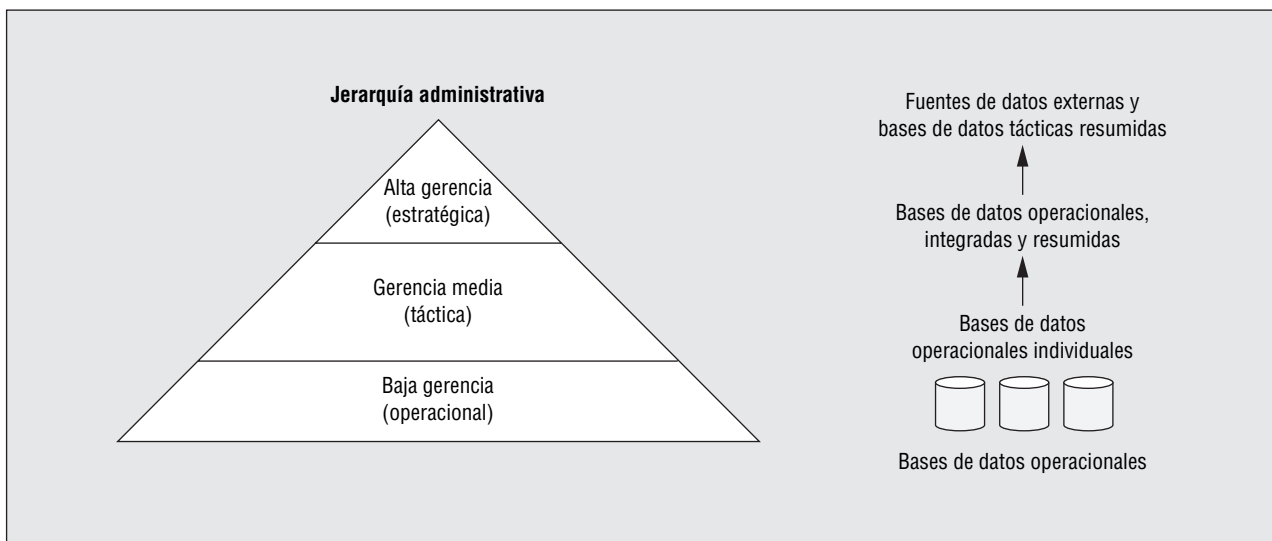 Jerarquía administrativa
Alta gerencia
(estratégica)
Gerencia media
(táctica)
Baja gerencia
(operacional)
Fuentes de datos externas y
bases de datos tácticas resumidas
Bases de datos operacionales,
integradas y resumidas
Bases de datos
operacionales individuales
Bases de datos operacionales